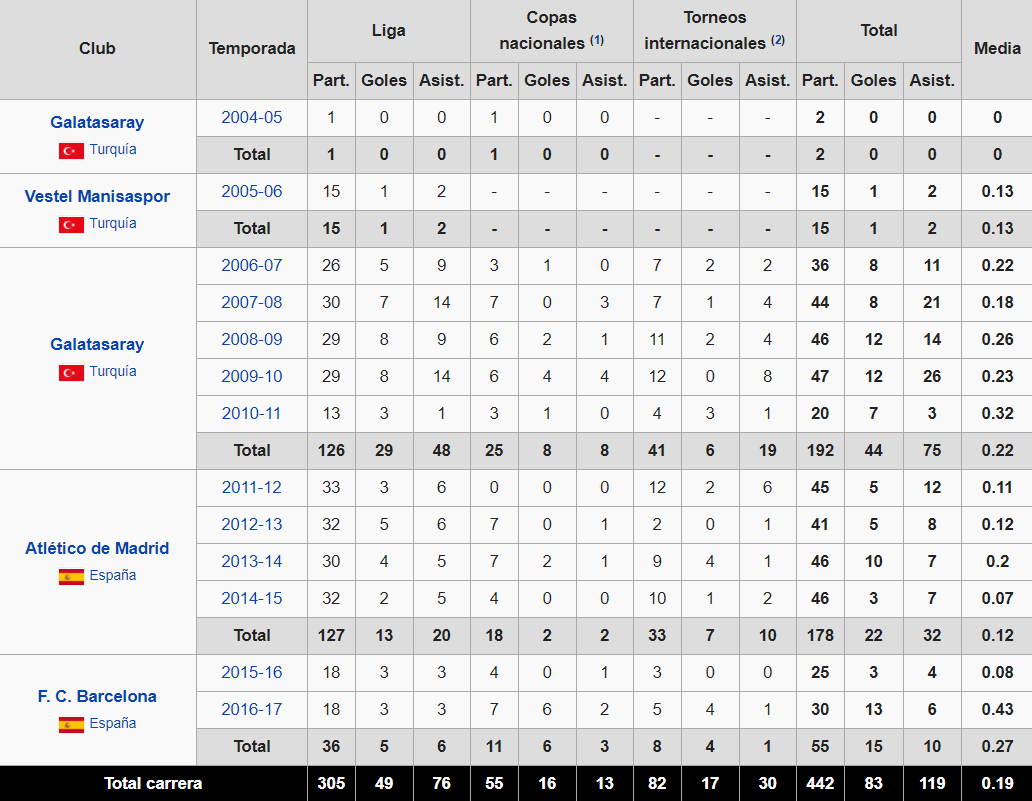 Club Temporada Liga Copas nacionales (1) Torneos internacionales (2) Total Media
Part. Goles Asist. Part. Goles Asist. Part. Goles Asist. Part. Goles Asist.
Galatasaray
Turquía
2004-05 1 0 0 1 0 0 - - - 2 0 0 0
Total 1 0 0 1 0 0 - - - 2 0 0 0
Vestel Manisaspor
Turquía
2005-06 15 1 2 - - - - - - 15 1 2 0.13
Total 15 1 2 - - - - - - 15 1 2 0.13
Galatasaray
Turquía
2006-07 26 5 9 3 1 0 7 2 2 36 8 11 0.22
2007-08 30 7 14 7 0 3 7 1 4 44 8 21 0.18
2008-09 29 8 9 6 2 1 11 2 4 46 12 14 0.26
2009-10 29 8 14 6 4 4 12 0 8 47 12 26 0.23
2010-11 13 3 1 3 1 0 4 3 1 20 7 3 0.32
Total 126 29 48 25 8 8 41 6 19 192 44 75 0.22
Atlético de Madrid
España
2011-12 33 3 6 0 0 0 12 2 6 45 5 12 0.11
2012-13 32 5 6 7 0 1 2 0 1 41 5 8 0.12
2013-14 30 4 5 7 2 1 9 4 1 46 10 7 0.2
2014-15 32 2 5 4 0 0 10 1 2 46 3 7 0.07
Total 127 13 20 18 2 2 33 7 10 178 22 32 0.12
F. C. Barcelona
España
2015-16 18 3 3 4 0 1 3 0 0 25 3 4 0.08
2016-17 18 3 3 7 6 2 5 4 1 30 13 6 0.43
Total 36 5 6 11 6 3 8 4 1 55 15 10 0.27
Total carrera 305 49 76 55 16 13 82 17 30 442 83 119 0.19